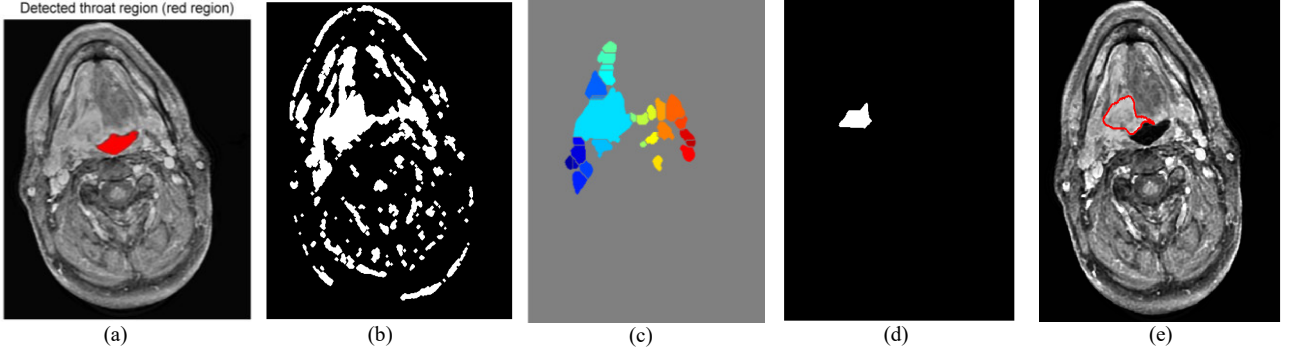 Detected throat region (red region)
(a)
(b)
(c)
(d)
(e)